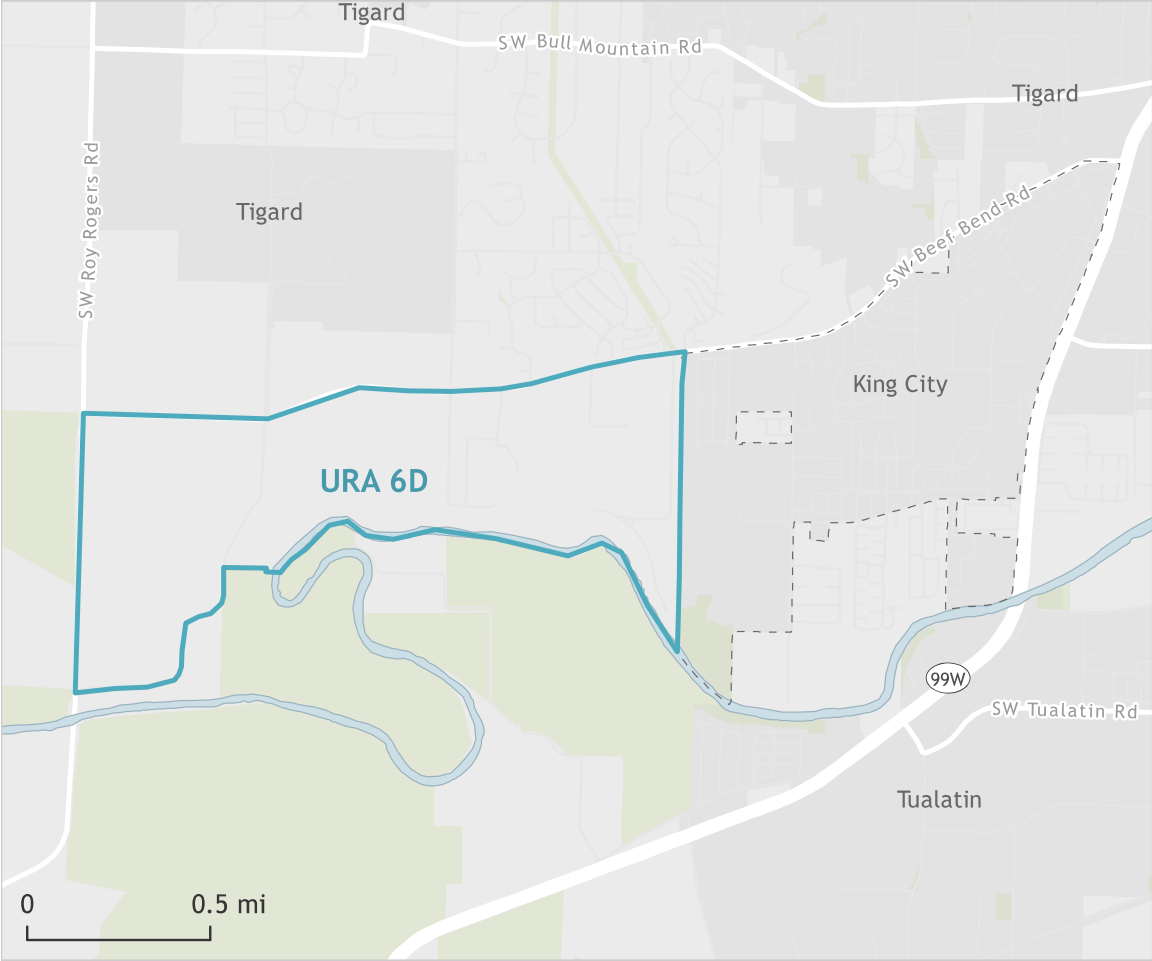 Tigard
SW Bull Mountain Rd
Tigard
SW Roy Rogers Rd
Tigard
SW Beef Bend Rd
King City
URA 6D
99W
SW Tualatin Rd
Tualatin
0
0.5 mi